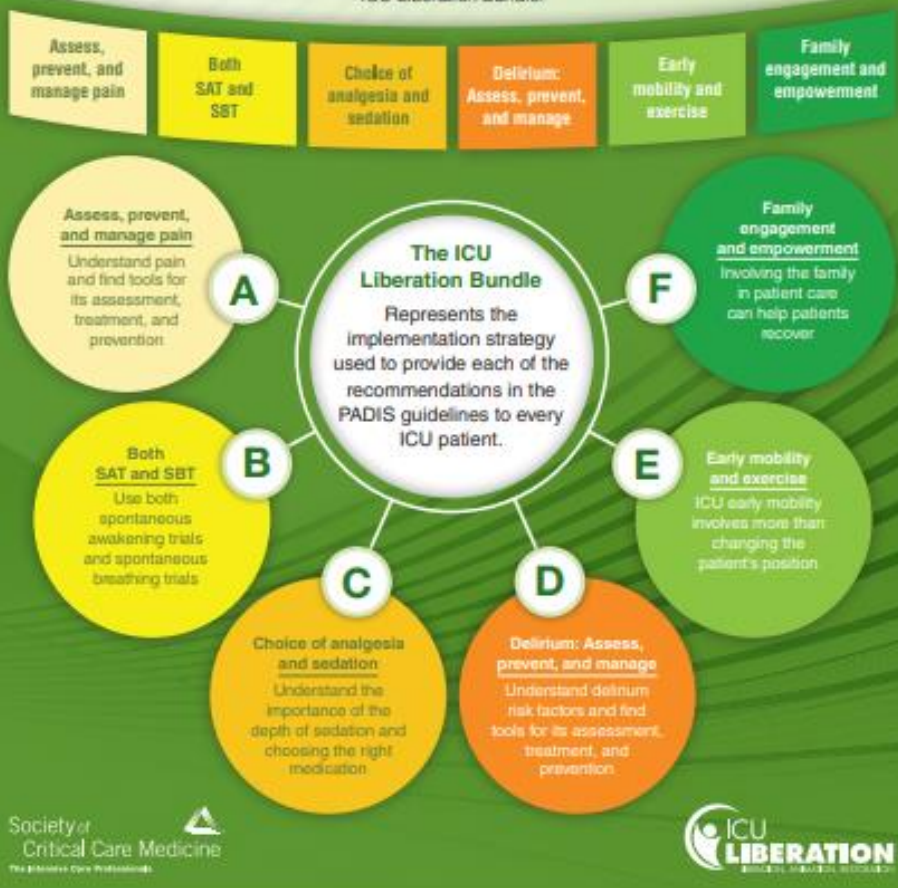 ICU Liberation Bundle.
Assess,
prevent, and
manage pain
Both
SAT and
SBT
Choice of
analgesia and
sedation
Delirium:
Assess, prevent,
and manage
Early
mobility and
exercise
Family
engagement and
empowerment
Assess, prevent,
and manage pain
Understand pain
and find tools for
its assessment,
treatment, and
prevention
A
Both
SAT and SBT
Use both
spontaneous
awakening trials
and spontaneous
breathing trials
B
Choice of analgesia
and sedation
Understand the
importance of the
depth of sedation and
choosing the right
medication
C
Delirium: Assess,
prevent, and manage
Understand delirium
risk factors and find
tools for its assessment,
treatment, and
prevention
D
Early mobility
and exercise
ICU early mobility
involves more than
changing the
patient's position
E
Family
engagement
and empowerment
Involving the family
in patient care
can help patients
recover
F
The ICU
Liberation Bundle
Represents the
implementation strategy
used to provide each of the
recommendations in the
PADIS guidelines to every
ICU patient.
Society of
Critical Care Medicine
The Intensive Care Professionals
ICU
LIBERATION